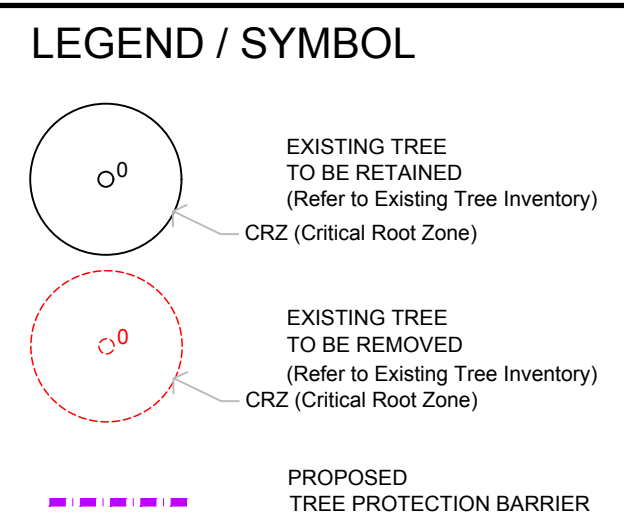 LEGEND / SYMBOL
0
EXISTING TREE
TO BE RETAINED
(Refer to Existing Tree Inventory)
CRZ (Critical Root Zone)
0
EXISTING TREE
TO BE REMOVED
(Refer to Existing Tree Inventory)
CRZ (Critical Root Zone)
PROPOSED
TREE PROTECTION BARRIER